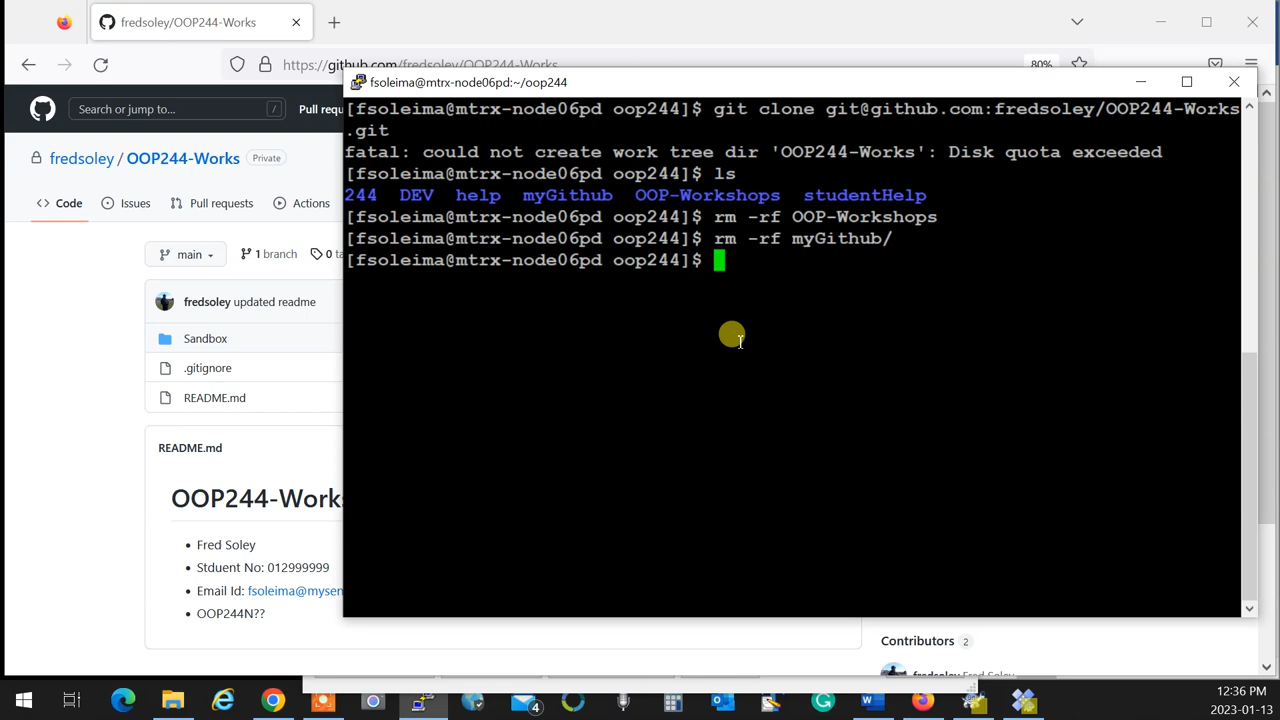 fredsoley/OOP244-Works
https://github.com/fredsoley/OOP244-Works
80%
fsoleima@mtrx-node06pd:~/oop244
Search or jump to...
/
Pull requ
fredsoley / OOP244-Works
Private
Code
Issues
Pull requests
Actions
main
1 branch
0 ta
fredsoley updated readme
Sandbox
.gitignore
README.md
README.md
OOP244-Works
Fred Soley
Stduent No: 012999999
Email Id: fsoleima@mysen
OOP244N??
[fsoleima@mtrx-node06pd oop244]$ git clone git@github.com:fredsoley/OOP244-Works
.git
fatal: could not create work tree dir 'OOP244-Works': Disk quota exceeded
[fsoleima@mtrx-node06pd oop244]$ ls
244 DEV help myGithub OOP-Workshops studentHelp
[fsoleima@mtrx-node06pd oop244]$ rm -rf OOP-Workshops
[fsoleima@mtrx-node06pd oop244]$ rm -rf myGithub/
[fsoleima@mtrx-node06pd oop244]$
Contributors 2
fredsoley Fred Soley
4
12:36 PM
2023-01-13